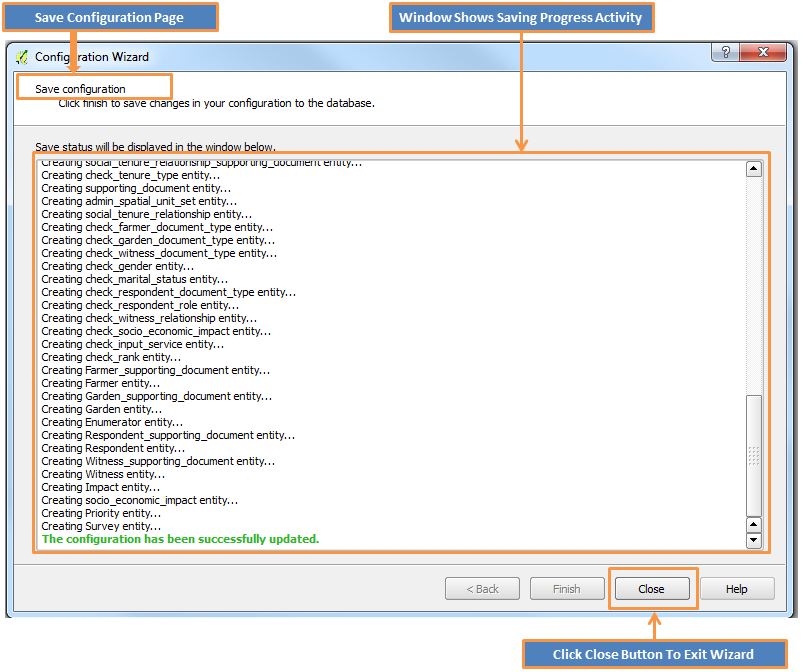 Save Configuration Page
Window Shows Saving Progress Activity
Configuration Wizard
?
Save configuration
Click finish to save changes in your configuration to the database.
Save status will be displayed in the window below.
Creating social_tenure_relationship_supporting_document entity...
Creating check_tenure_type entity...
Creating supporting_document entity...
Creating admin_spatial_unit_set entity...
Creating social_tenure_relationship entity...
Creating check_farmer_document_type entity...
Creating check_garden_document_type entity...
Creating check_witness_document_type entity...
Creating check_gender entity...
Creating check_marital_status entity...
Creating check_respondent_document_type entity...
Creating check_respondent_role entity...
Creating check_witness_relationship entity...
Creating check_socio_economic_impact entity...
Creating check_input_service entity...
Creating check_rank entity...
Creating Farmer_supporting_document entity...
Creating Farmer entity...
Creating Garden_supporting_document entity...
Creating Garden entity...
Creating Enumerator entity...
Creating Respondent_supporting_document entity...
Creating Respondent entity...
Creating Witness_supporting_document entity...
Creating Witness entity...
Creating Impact entity...
Creating socio_economic_impact entity...
Creating Priority entity...
Creating Survey entity...
The configuration has been successfully updated.
< Back Finish Close Help
Click Close Button To Exit Wizard